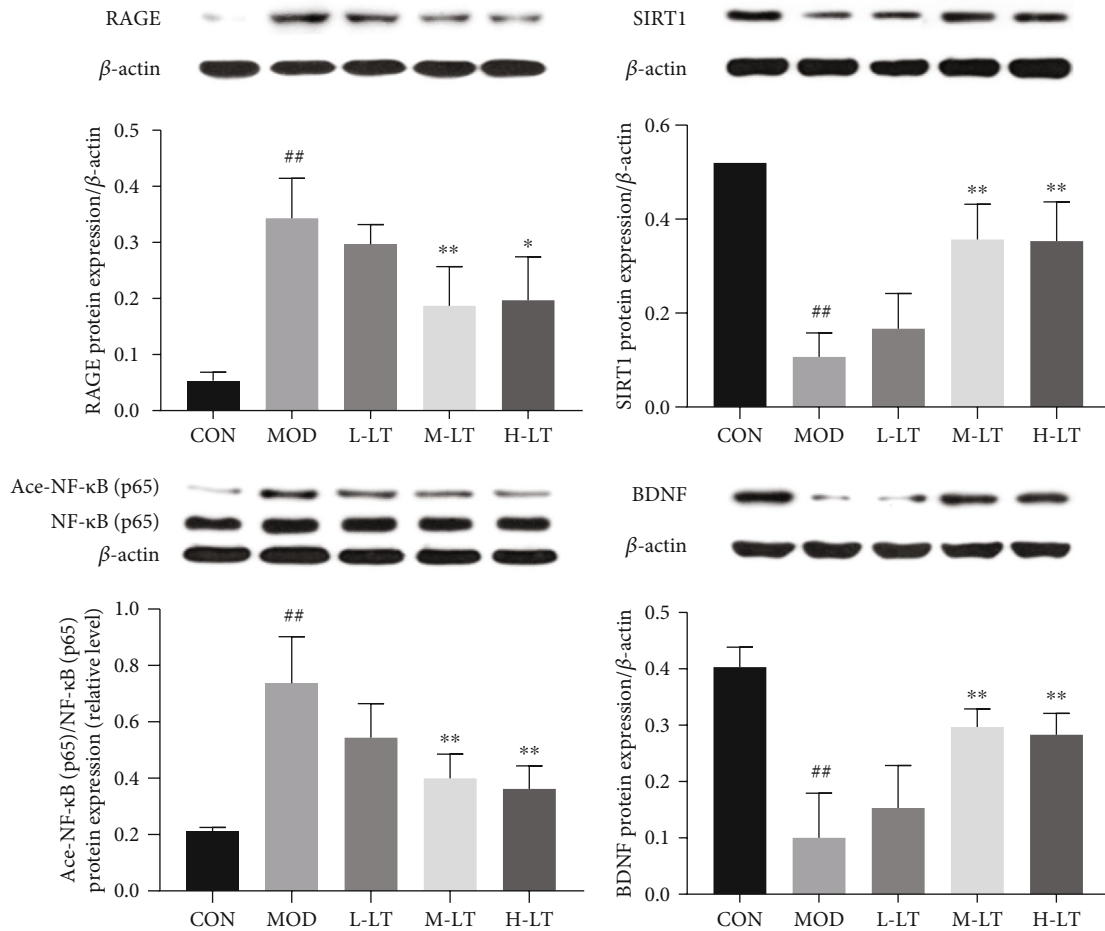 RAGE
β-actin
RAGE protein expression/β-actin
0.5
0.4
0.3
0.2
0.1
0.0
##
**
*
CON MOD L-LT M-LT H-LT
SIRT1
β-actin
SIRT1 protein expression/β-actin
0.6
0.4
0.2
0.0
##
**
**
CON MOD L-LT M-LT H-LT
Ace-NF-κB (p65)
NF-κB (p65)
β-actin
Ace-NF-κB (p65)/NF-κB (p65)
protein expression (relative level)
1.0
0.8
0.6
0.4
0.2
0.0
##
**
**
CON MOD L-LT M-LT H-LT
BDNF
β-actin
BDNF protein expression/β-actin
0.5
0.4
0.3
0.2
0.1
0.0
##
**
**
CON MOD L-LT M-LT H-LT